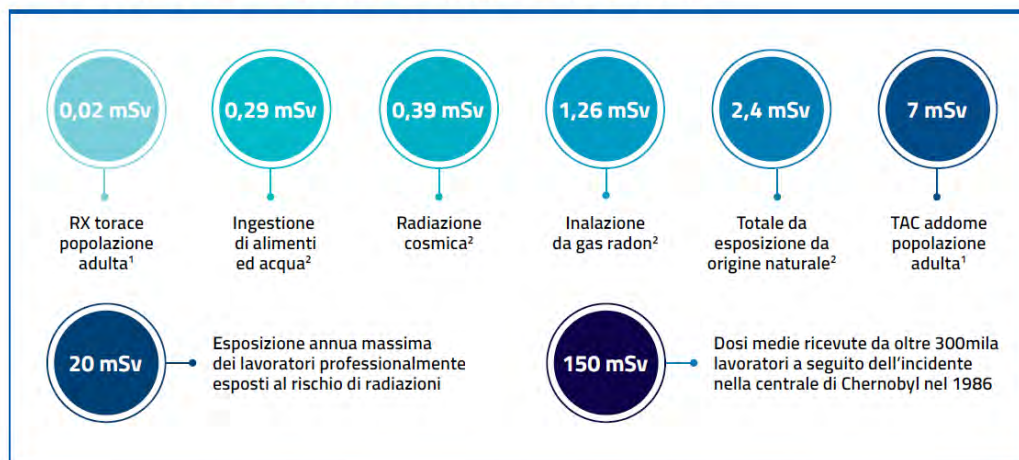 0,02 mSv
0,29 mSv
0,39 mSv
1,26 mSv
2,4 mSv
7 mSv
RX torace
popolazione
adulta¹
Ingestione
di alimenti
ed acqua²
Radiazione
cosmica²
Inalazione
da gas radon²
Totale da
esposizione da
origine naturale²
TAC addome
popolazione
adulta¹
20 mSv
Esposizione annua massima
dei lavoratori professionalmente
esposti al rischio di radiazioni
150 mSv
Dosi medie ricevute da oltre 300mila
lavoratori a seguito dell'incidente
nella centrale di Chernobyl nel 1986